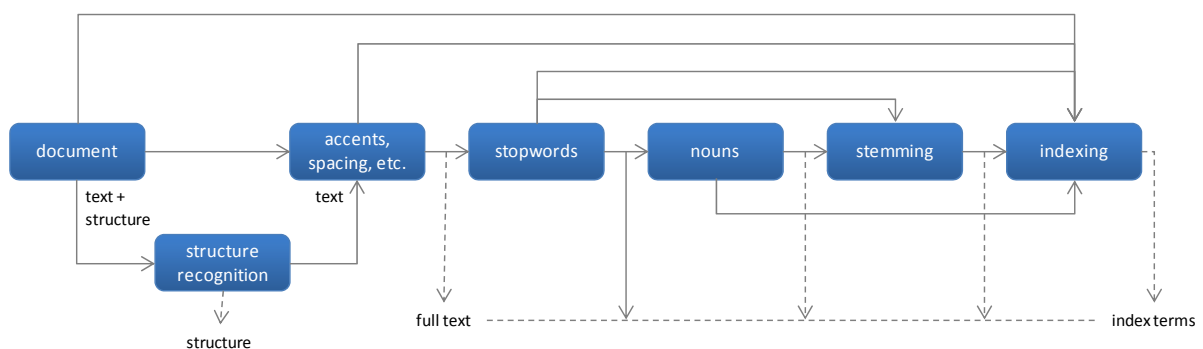 document
accents,
spacing, etc.
stopwords
nouns
stemming
indexing
text +
structure
text
structure
recognition
full text
index terms
structure